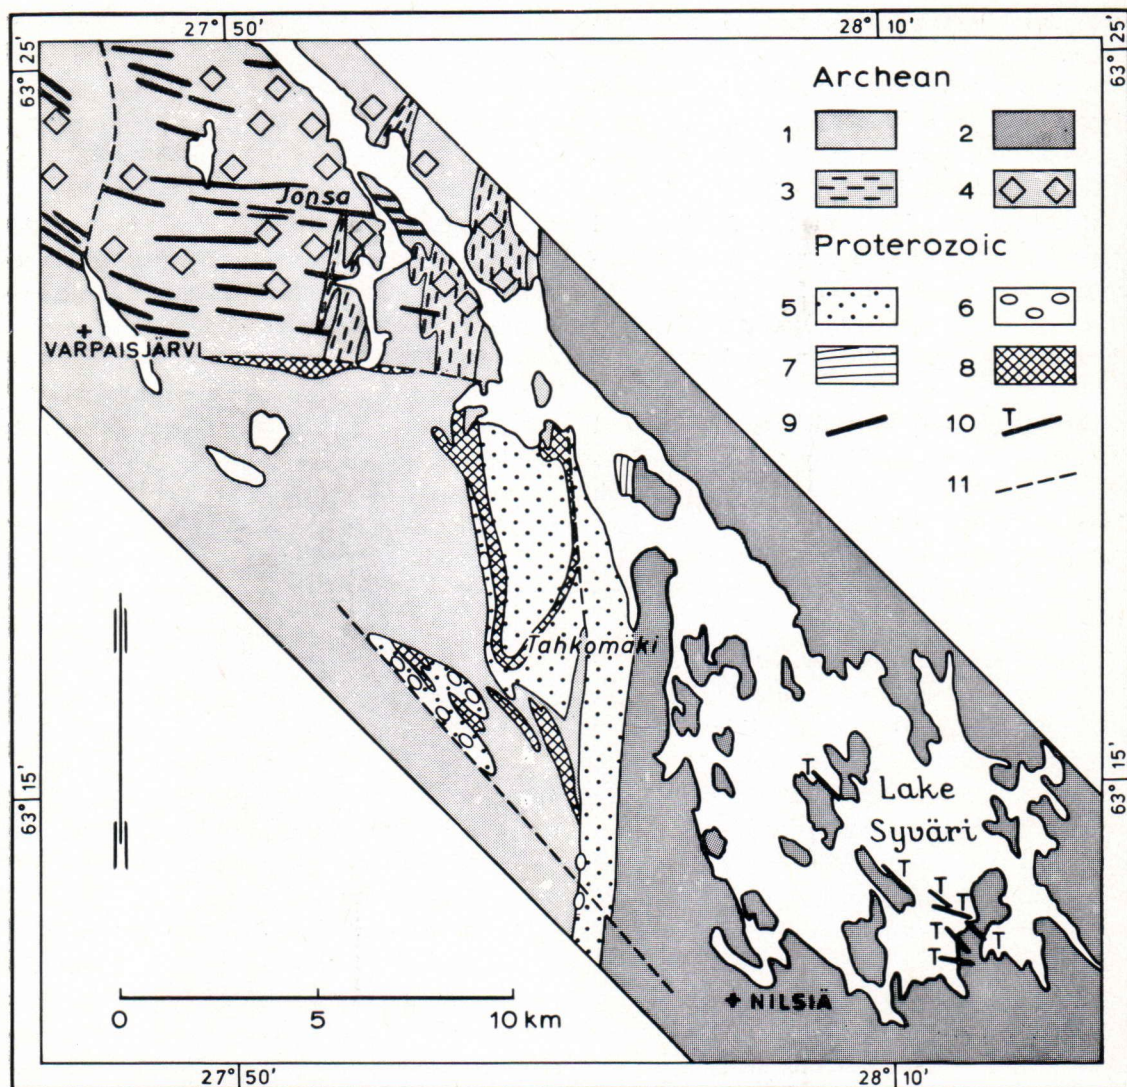 27° 50'
28° 10'
63° 25'
63° 25'
Archean
1
2
3
4
Proterozoic
5
6
7
8
9
T
10
11
Jonsa
VARPAISJÄRVI
Tahkomäki
63° 15'
63° 15'
T
Lake
Syväri
T
T
T
T
T
T
NILSIÄ
0
5
10 km
27° 50'
28° 10'